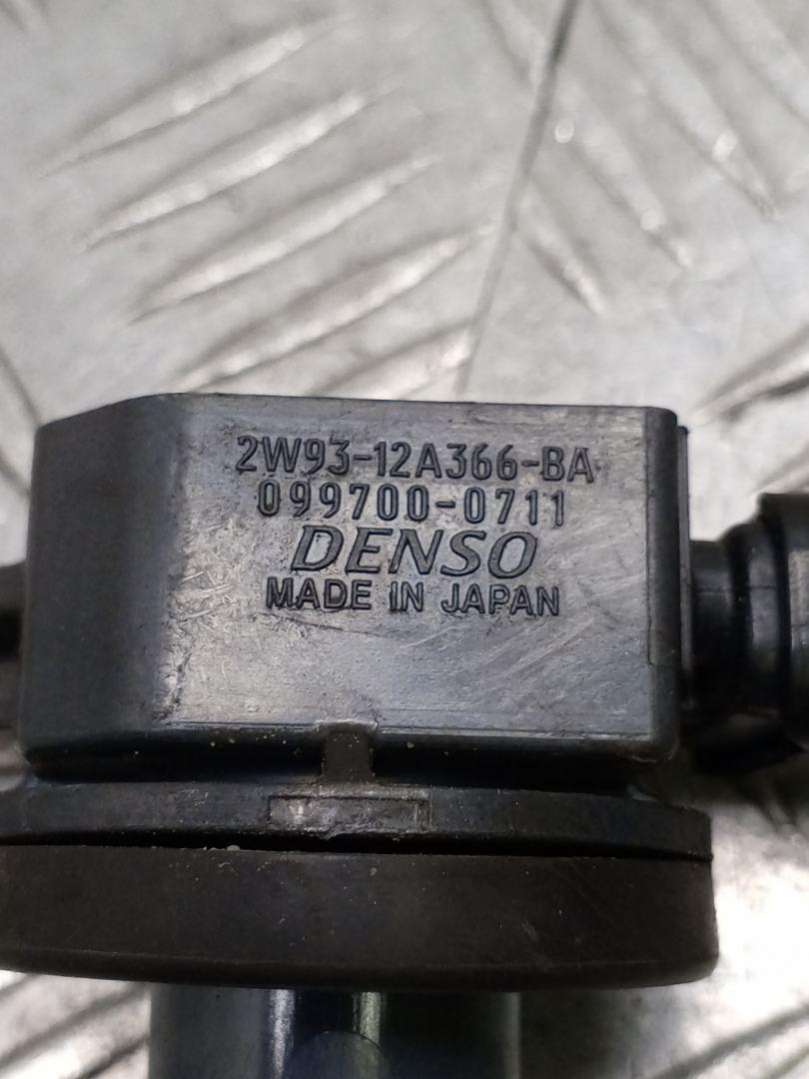 2W93-12A366-BA
099700-0711
DENSO
MADE IN JAPAN